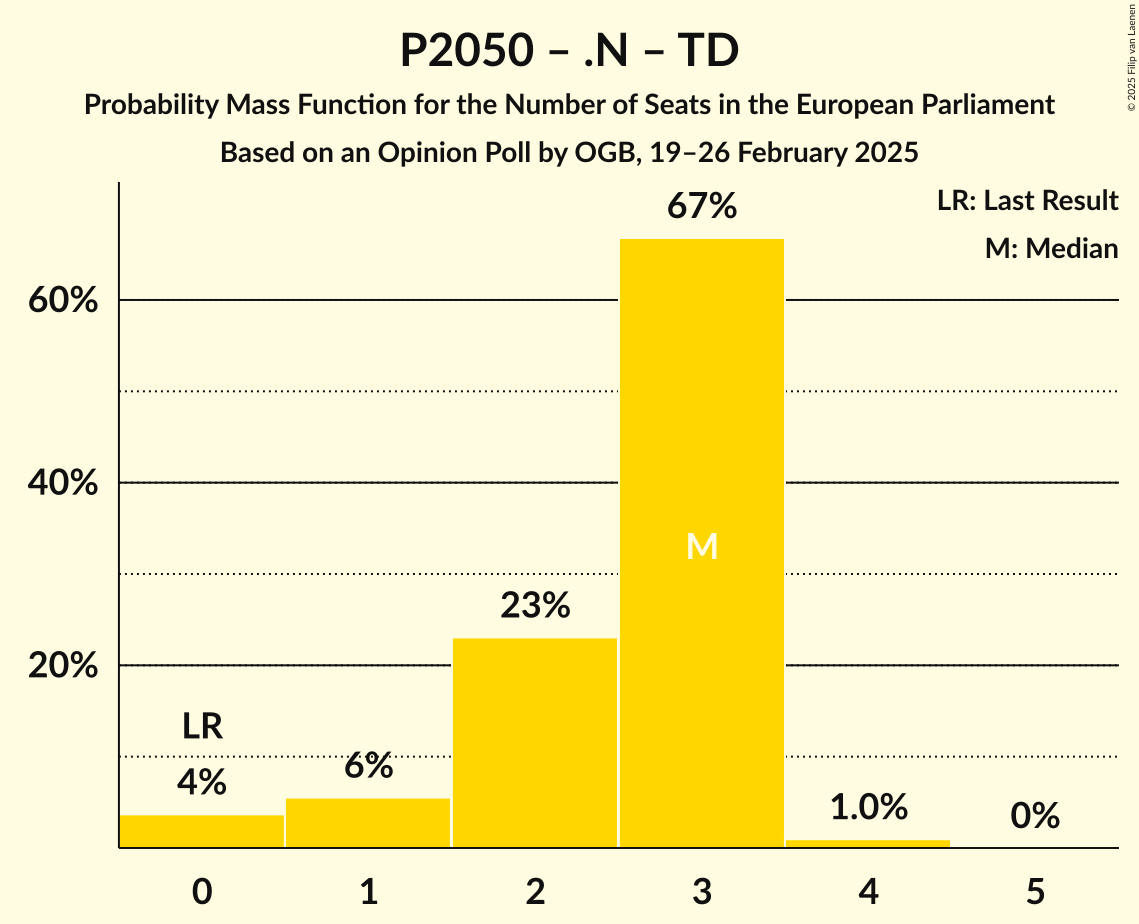 P2050 – .N – TD
Probability Mass Function for the Number of Seats in the European Parliament
Based on an Opinion Poll by OGB, 19–26 February 2025
© 2025 Filip van Laenen
LR: Last Result
M: Median
67%
60%
40%
M
23%
20%
LR
4%
6%
1.0%
0%
0 1 2 3 4 5